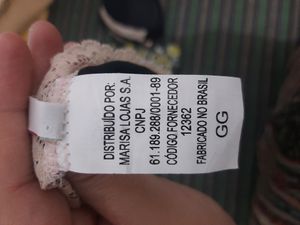 DISTRIBUÍDO POR:
MARISA LOJAS S.A.
CNPJ
61.189.288/0001-89
CÓDIGO FORNECEDOR
12362
FABRICADO NO BRASIL
GG